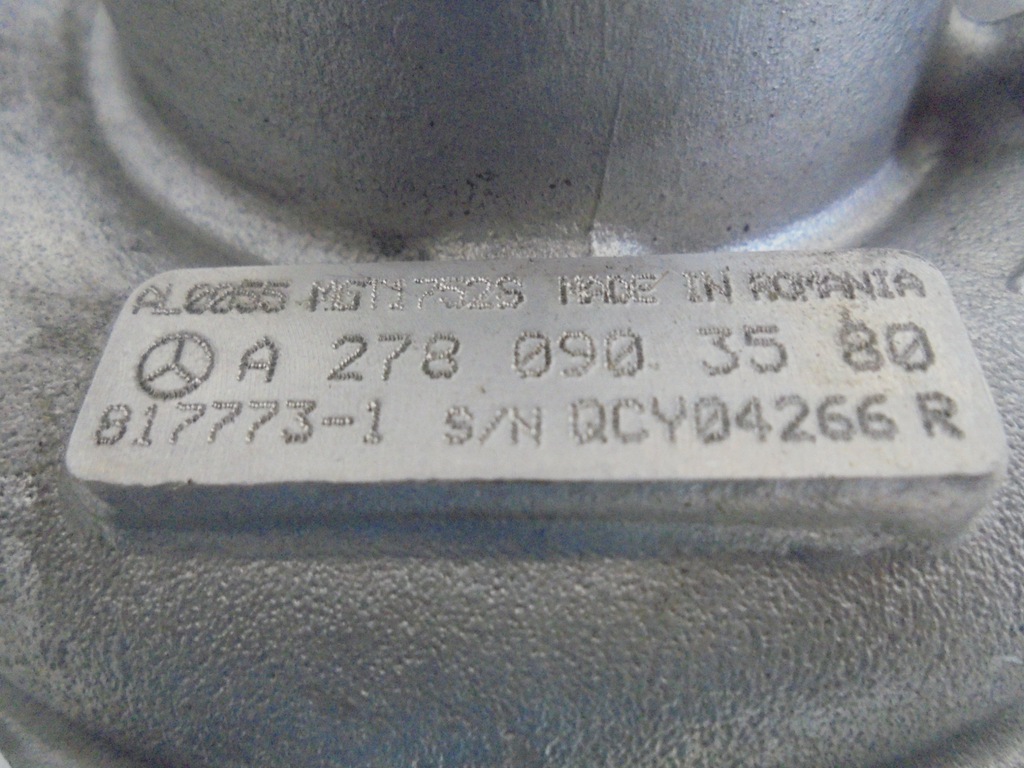 AL0055 MGT1752S MADE IN ROMANIA
A 278 090 35 80
817773-1 S/N QCY04266 R